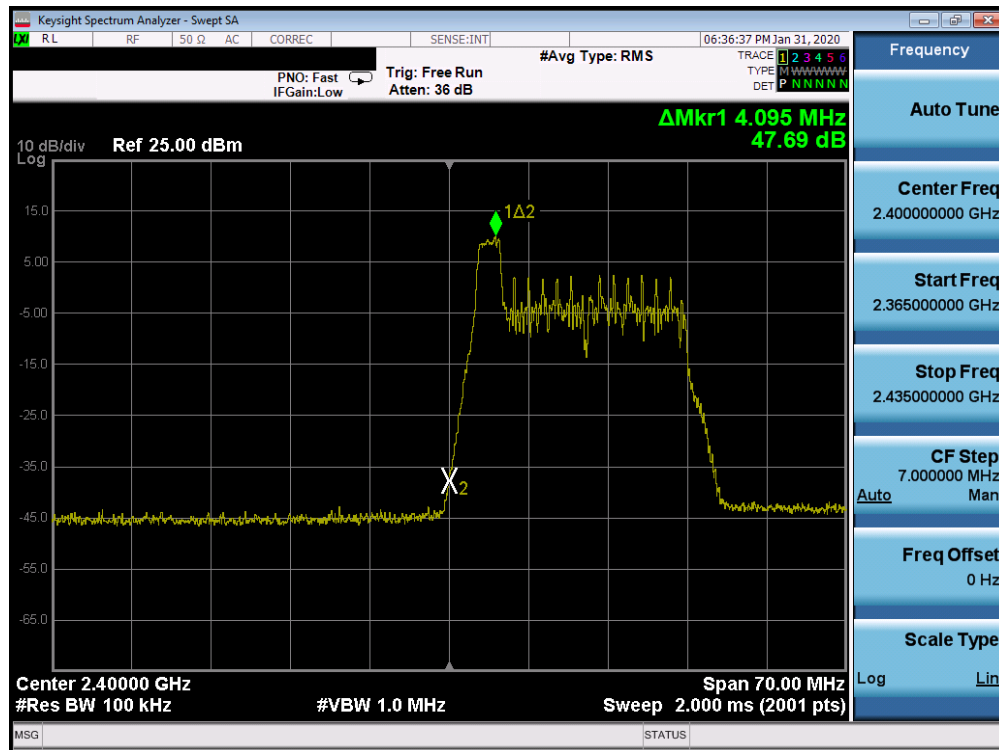 Keysight Spectrum Analyzer - Swept SA
LXI RL RF 50 Ω AC CORREC SENSE:INT 06:36:37 PM Jan 31, 2020
#Avg Type: RMS
TRACE 1 2 3 4 5 6
TYPE M WWWWW
DET P N N N N N
PNO: Fast
IFGain:Low
Trig: Free Run
Atten: 36 dB
ΔMkr1 4.095 MHz
47.69 dB
10 dB/div Ref 25.00 dBm
Log
15.0
5.00
-5.00
-15.0
-25.0
-35.0
-45.0
-55.0
-65.0
1Δ2
X2
Center 2.40000 GHz Span 70.00 MHz
#Res BW 100 kHz #VBW 1.0 MHz Sweep 2.000 ms (2001 pts)
MSG STATUS
Frequency
Auto Tune
Center Freq
2.400000000 GHz
Start Freq
2.365000000 GHz
Stop Freq
2.435000000 GHz
CF Step
7.000000 MHz
Auto Man
Freq Offset
0 Hz
Scale Type
Log Lin